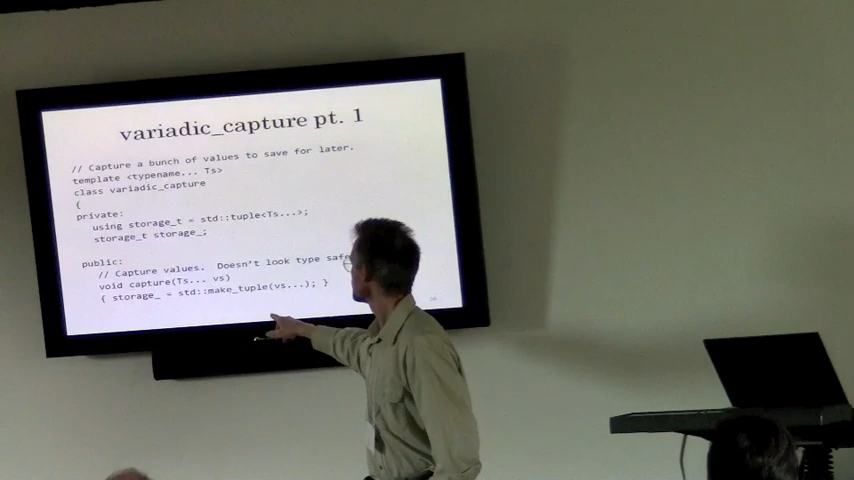 variadic_capture pt. 1
// Capture a bunch of values to save for later.
template <typename... Ts>
class variadic_capture
{
private:
using storage_t = std::tuple<Ts...>;
storage_t storage_;
public:
// Capture values. Doesn't look type safe
void capture(Ts... vs)
{ storage_ = std::make_tuple(vs...); }